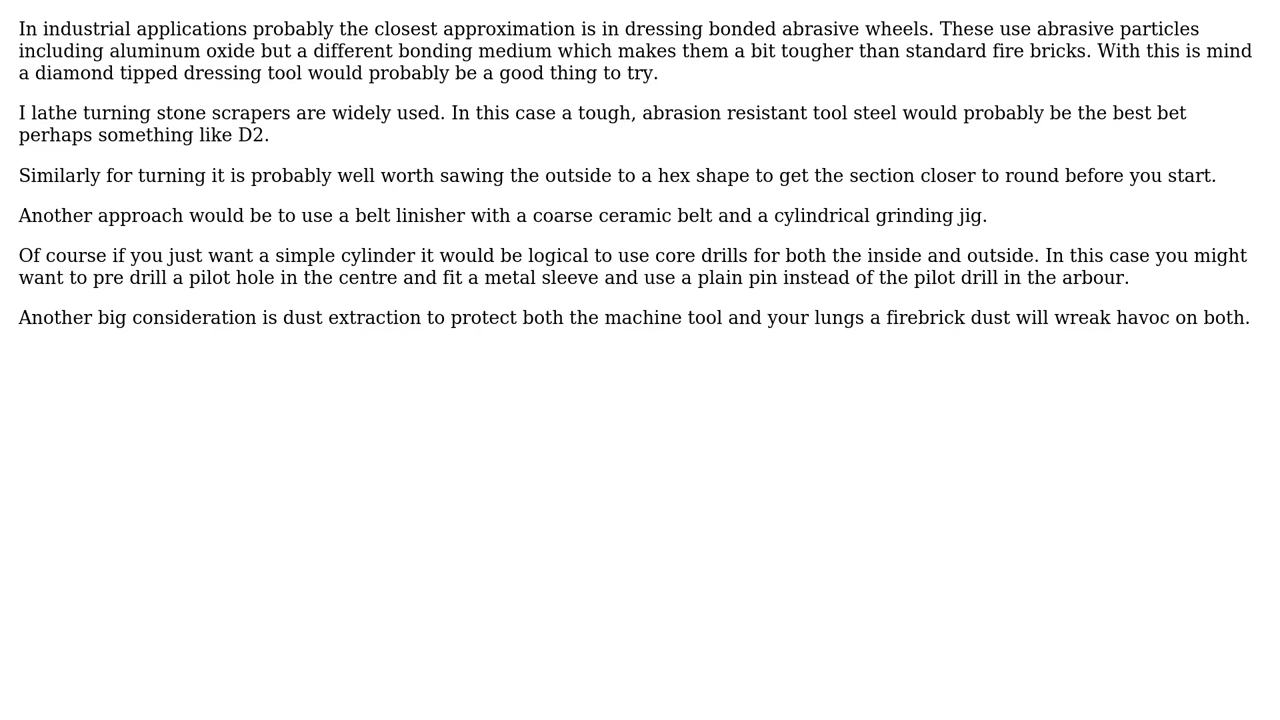 In industrial applications probably the closest approximation is in dressing bonded abrasive wheels. These use abrasive particles
including aluminum oxide but a different bonding medium which makes them a bit tougher than standard fire bricks. With this is mind
a diamond tipped dressing tool would probably be a good thing to try.
I lathe turning stone scrapers are widely used. In this case a tough, abrasion resistant tool steel would probably be the best bet
perhaps something like D2.
Similarly for turning it is probably well worth sawing the outside to a hex shape to get the section closer to round before you start.
Another approach would be to use a belt linisher with a coarse ceramic belt and a cylindrical grinding jig.
Of course if you just want a simple cylinder it would be logical to use core drills for both the inside and outside. In this case you might
want to pre drill a pilot hole in the centre and fit a metal sleeve and use a plain pin instead of the pilot drill in the arbour.
Another big consideration is dust extraction to protect both the machine tool and your lungs a firebrick dust will wreak havoc on both.